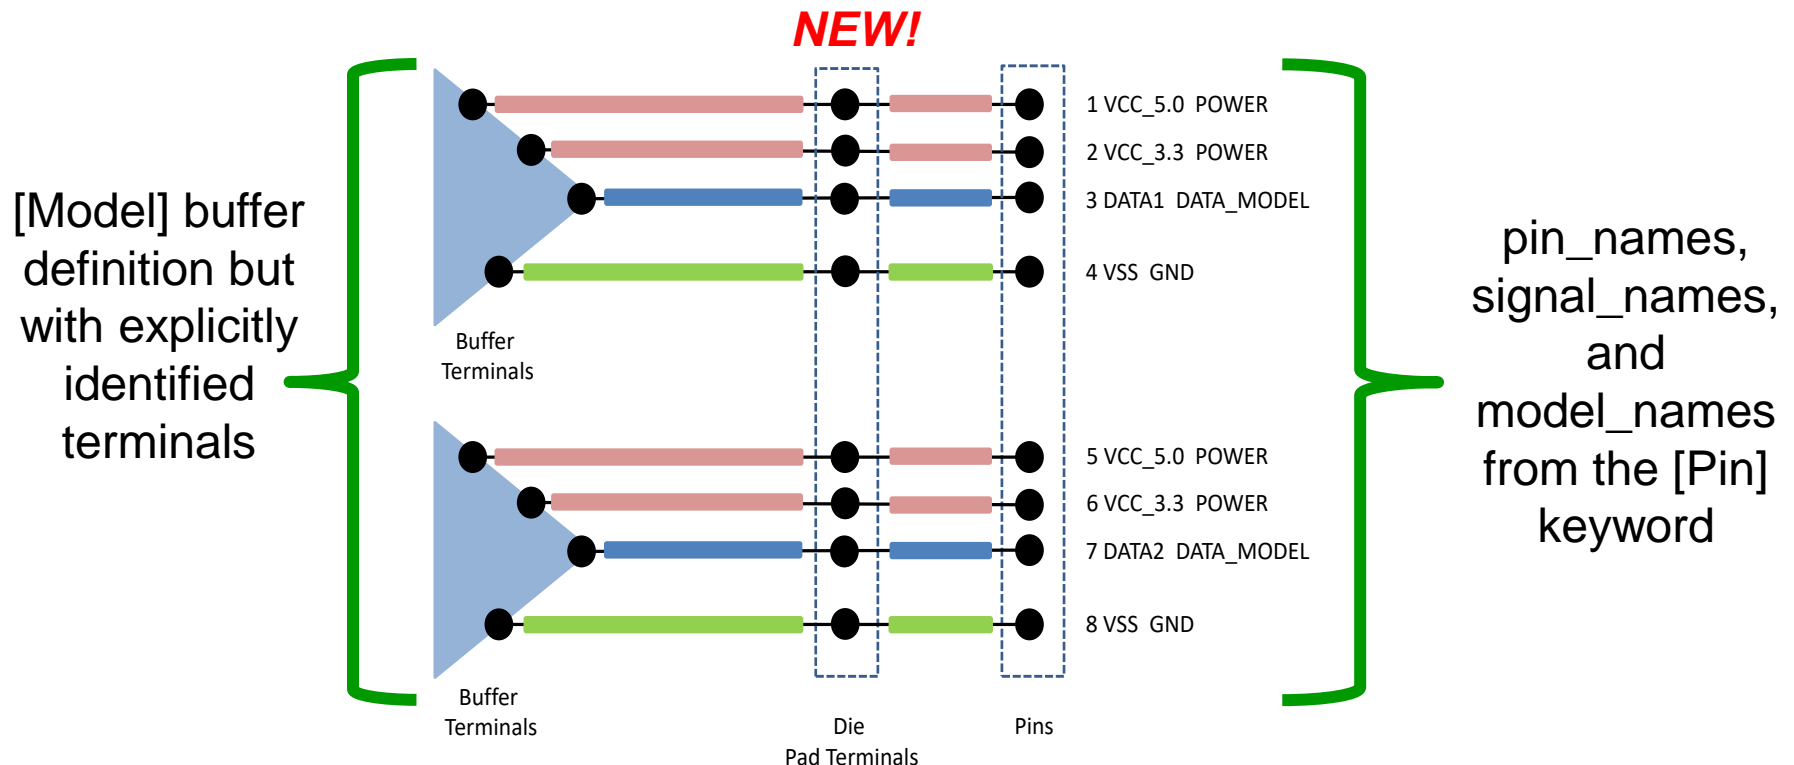 NEW!
[Model] buffer
definition but
with explicitly
identified
terminals
1 VCC_5.0 POWER
2 VCC_3.3 POWER
3 DATA1 DATA_MODEL
4 VSS GND
Buffer
Terminals
5 VCC_5.0 POWER
6 VCC_3.3 POWER
7 DATA2 DATA_MODEL
8 VSS GND
Buffer
Terminals
Die
Pad Terminals
Pins
pin_names,
signal_names,
and
model_names
from the [Pin]
keyword